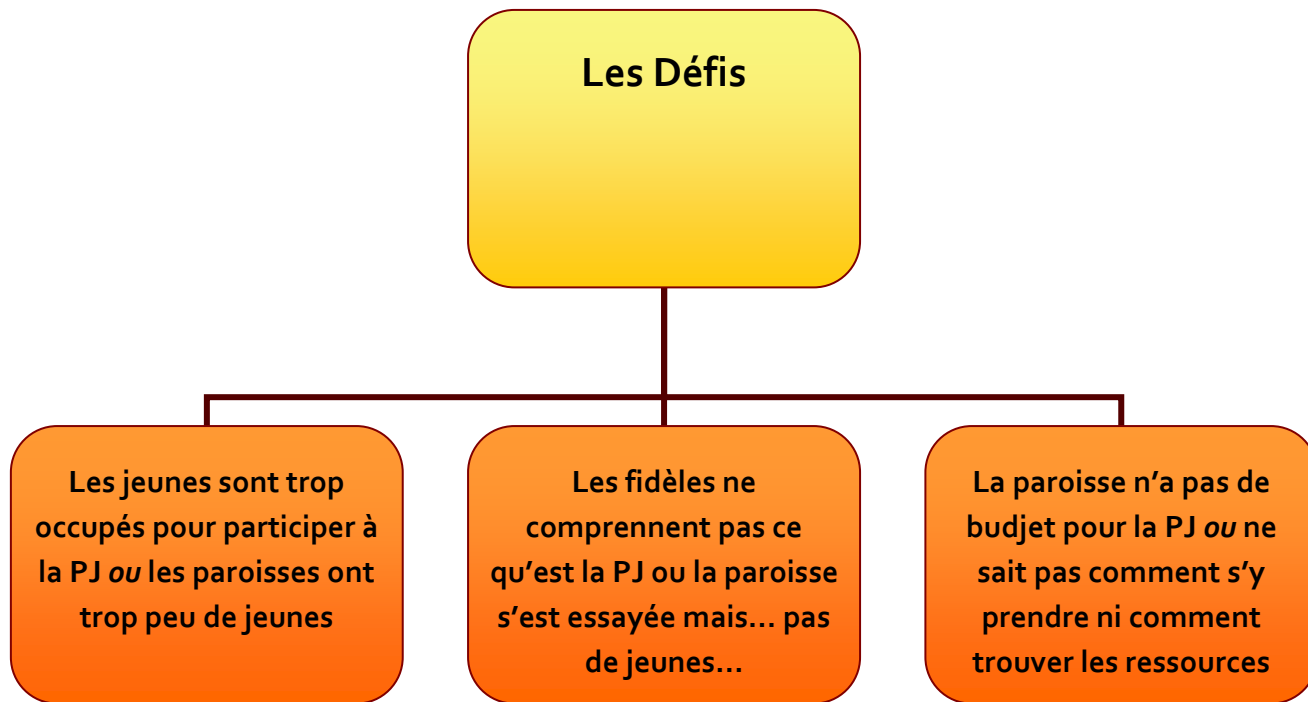 Les Défis
Les jeunes sont trop
occupés pour participer à
la PJ ou les paroisses ont
trop peu de jeunes
Les fidèles ne
comprennent pas ce
qu’est la PJ ou la paroisse
s’est essayée mais… pas
de jeunes…
La paroisse n’a pas de
budjet pour la PJ ou ne
sait pas comment s’y
prendre ni comment
trouver les ressources